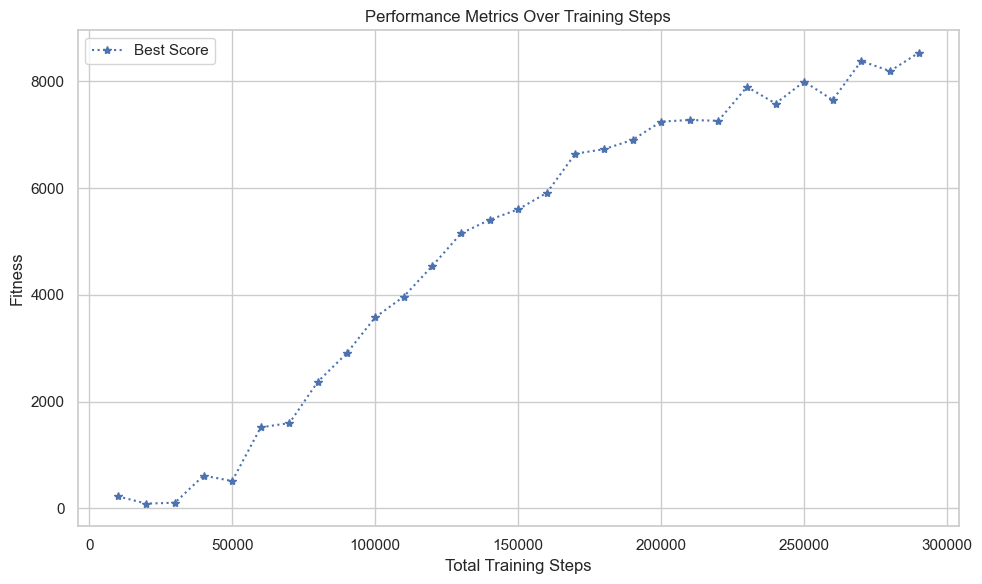 Performance Metrics Over Training Steps
Best Score
8000
6000
4000
2000
0
Fitness
0 50000 100000 150000 200000 250000 300000
Total Training Steps